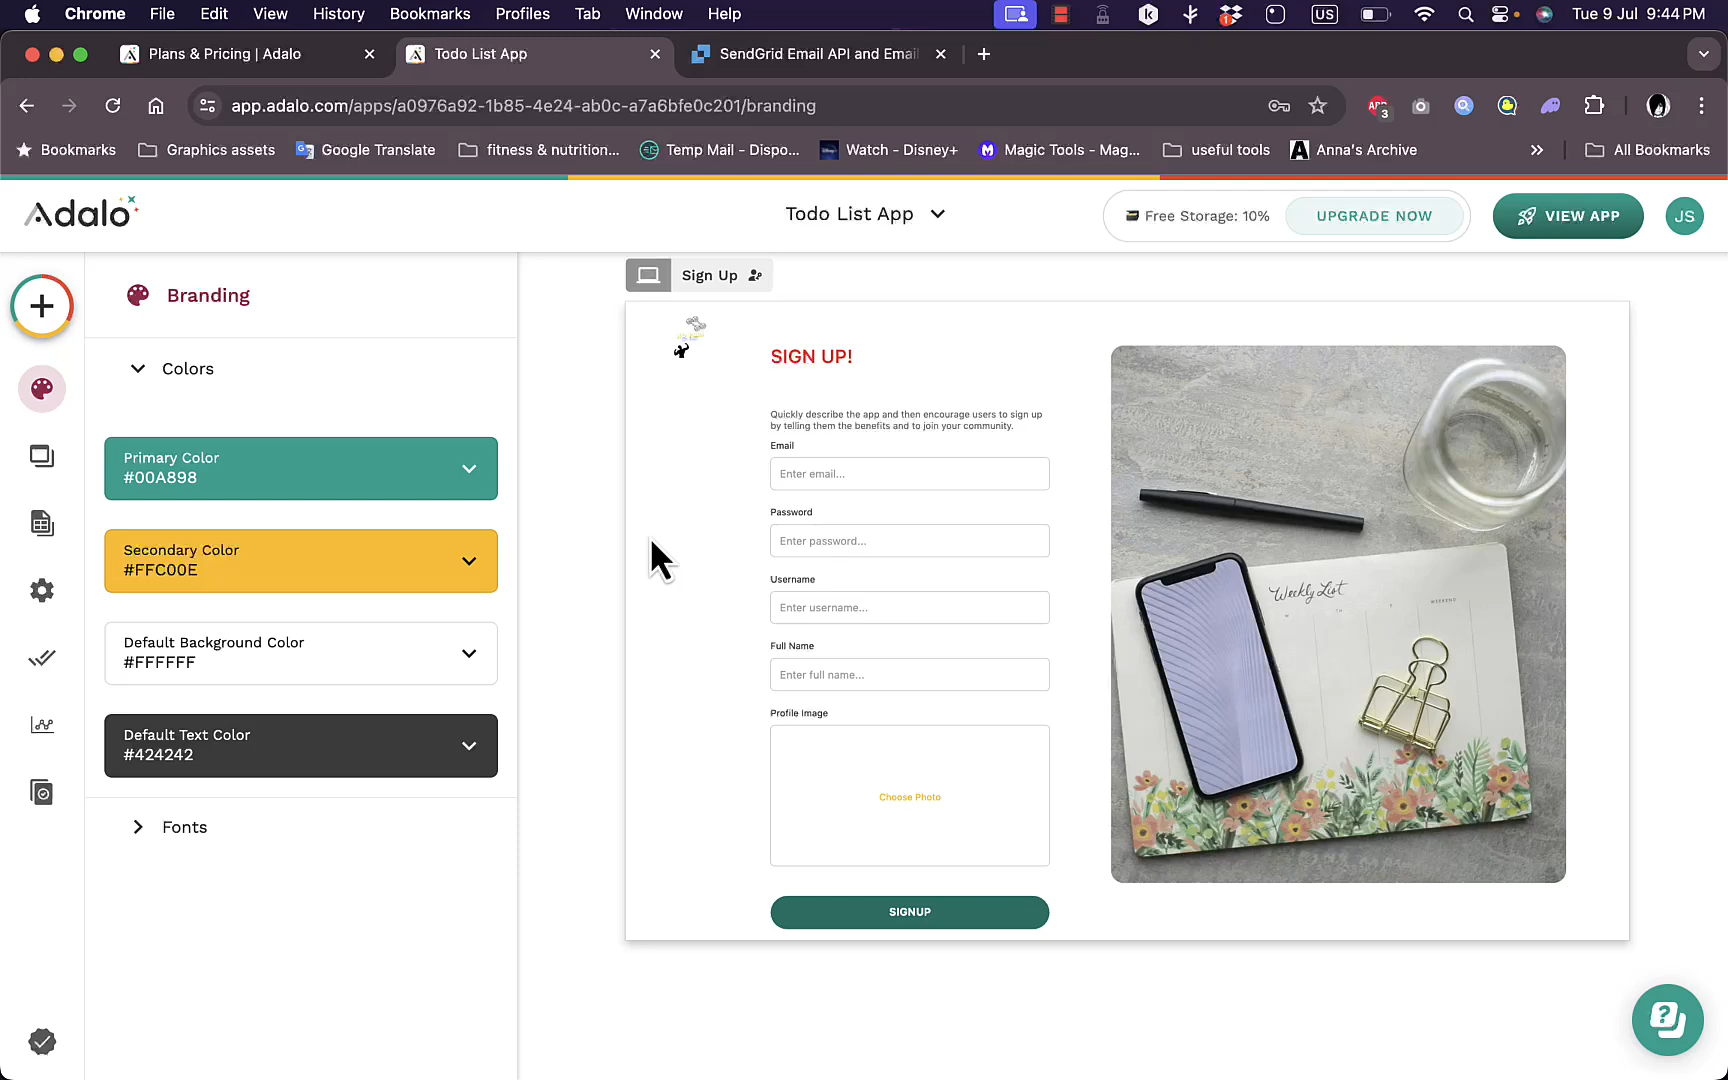 Chrome File Edit View History Bookmarks Profiles Tab Window Help US Tue 9 Jul 9:44 PM
Plans & Pricing | Adalo Todo List App SendGrid Email API and Email
app.adalo.com/apps/a0976a92-1b85-4e24-ab0c-a7a6bfe0c201/branding
Bookmarks Graphics assets Google Translate fitness & nutrition... Temp Mail - Dispo... Watch - Disney+ Magic Tools - Mag... useful tools Anna's Archive » All Bookmarks
Adalo Todo List App Free Storage: 10% UPGRADE NOW VIEW APP JS
Branding
Colors
Primary Color
#00A898
Secondary Color
#FFC00E
Default Background Color
#FFFFFF
Default Text Color
#424242
Fonts
Sign Up
SIGN UP!
Quickly describe the app and then encourage users to sign up
by telling them the benefits and to join your community.
Email
Enter email...
Password
Enter password...
Username
Enter username...
Full Name
Enter full name...
Profile Image
Choose Photo
SIGNUP
Weekly List
WEEKEND